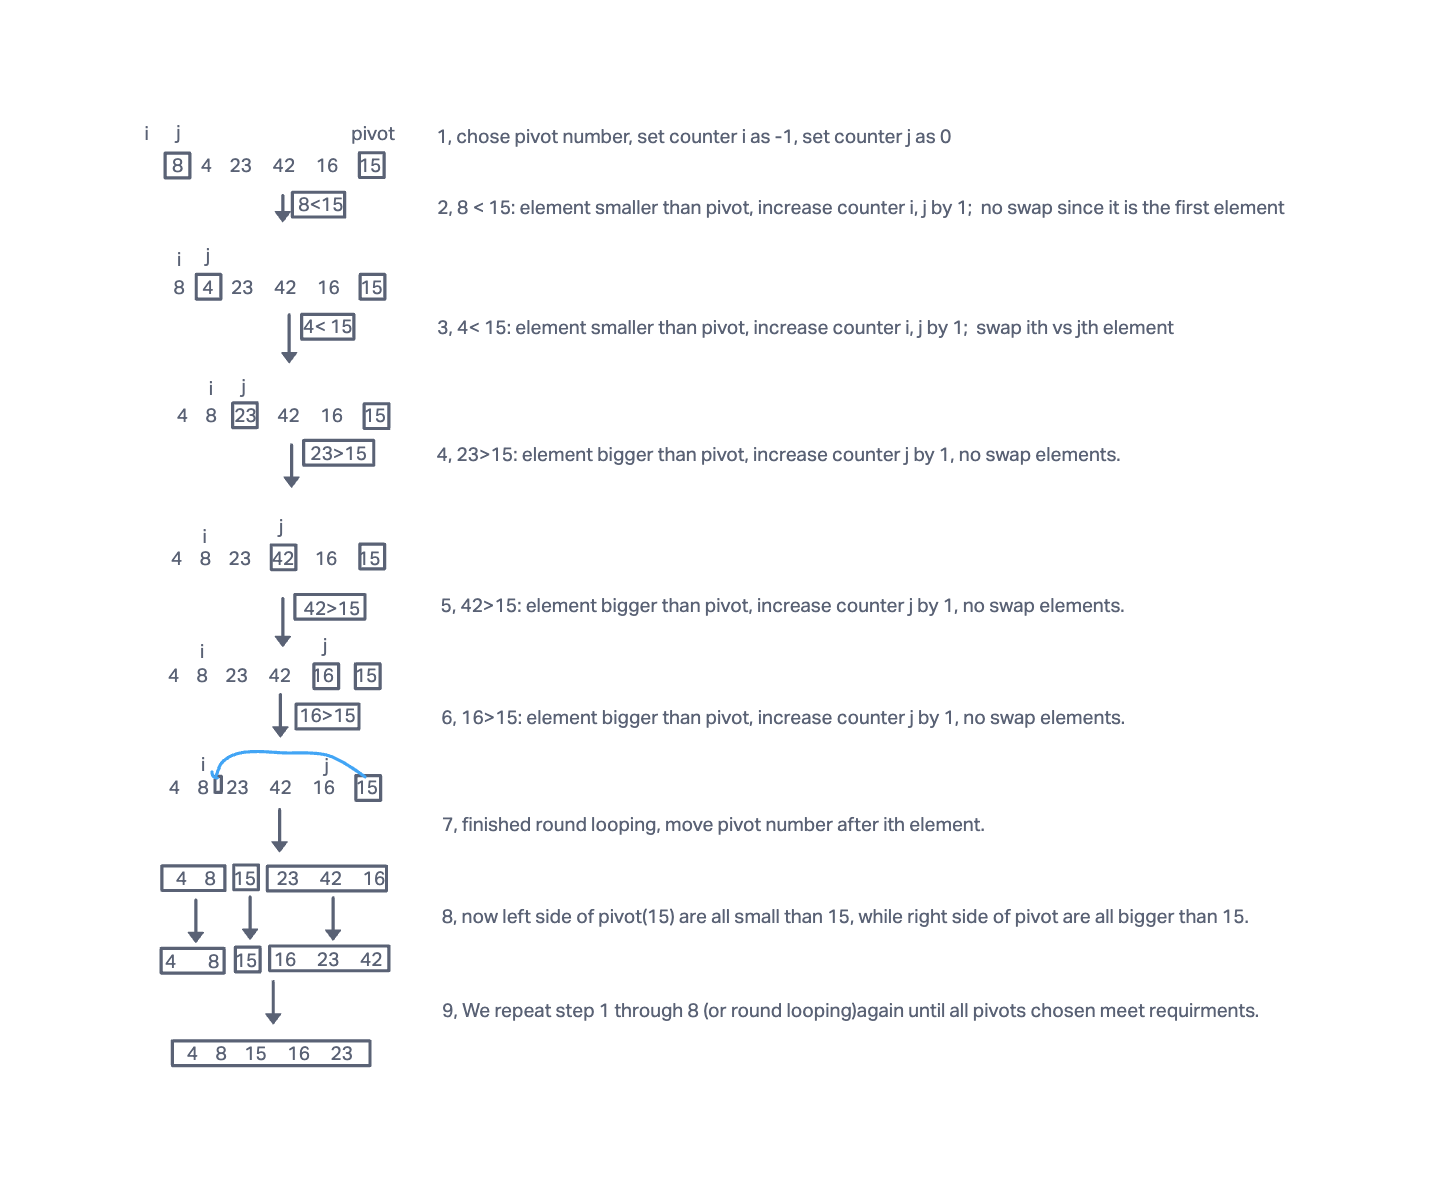 i j pivot 1, chose pivot number, set counter i as -1, set counter j as 0
8 4 23 42 16 15
8<15 2, 8 < 15: element smaller than pivot, increase counter i, j by 1; no swap since it is the first element
i j
8 4 23 42 16 15
4< 15 3, 4< 15: element smaller than pivot, increase counter i, j by 1; swap ith vs jth element
i j
4 8 23 42 16 15
23>15 4, 23>15: element bigger than pivot, increase counter j by 1, no swap elements.
i j
4 8 23 42 16 15
42>15 5, 42>15: element bigger than pivot, increase counter j by 1, no swap elements.
i j
4 8 23 42 16 15
16>15 6, 16>15: element bigger than pivot, increase counter j by 1, no swap elements.
i j
4 8 23 42 16 15
7, finished round looping, move pivot number after ith element.
4 8 15 23 42 16
8, now left side of pivot(15) are all small than 15, while right side of pivot are all bigger than 15.
4 8 15 16 23 42
9, We repeat step 1 through 8 (or round looping)again until all pivots chosen meet requirments.
4 8 15 16 23